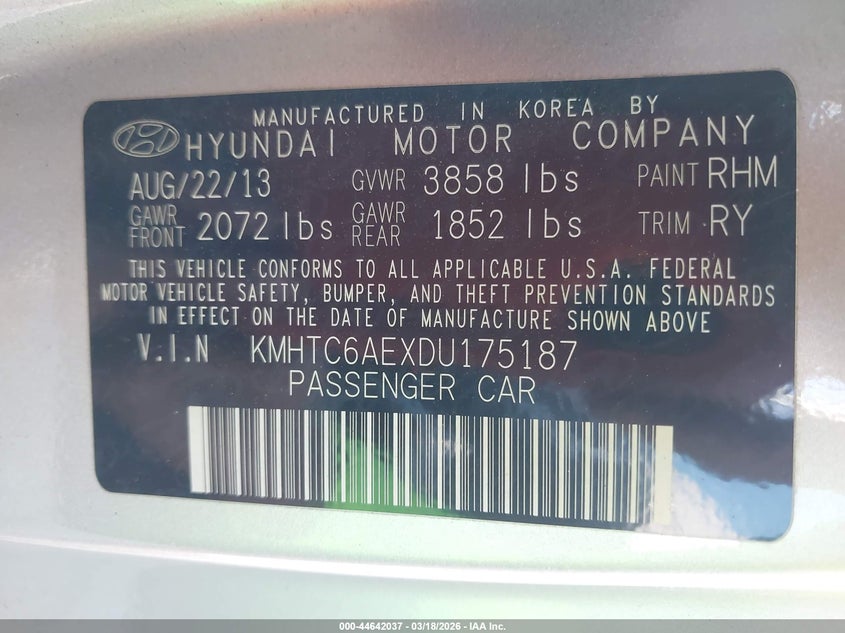 MANUFACTURED IN KOREA BY
HYUNDAI MOTOR COMPANY
AUG/22/13 GVWR 3858 lbs PAINT RHM
GAWR FRONT 2072 lbs GAWR REAR 1852 lbs TRIM RY
THIS VEHICLE CONFORMS TO ALL APPLICABLE U.S.A. FEDERAL
MOTOR VEHICLE SAFETY, BUMPER, AND THEFT PREVENTION STANDARDS
IN EFFECT ON THE DATE OF MANUFACTURE SHOWN ABOVE
V.I.N KMHTC6AEXDU175187
PASSENGER CAR
000-44642037 - 03/18/2026 - IAA Inc.